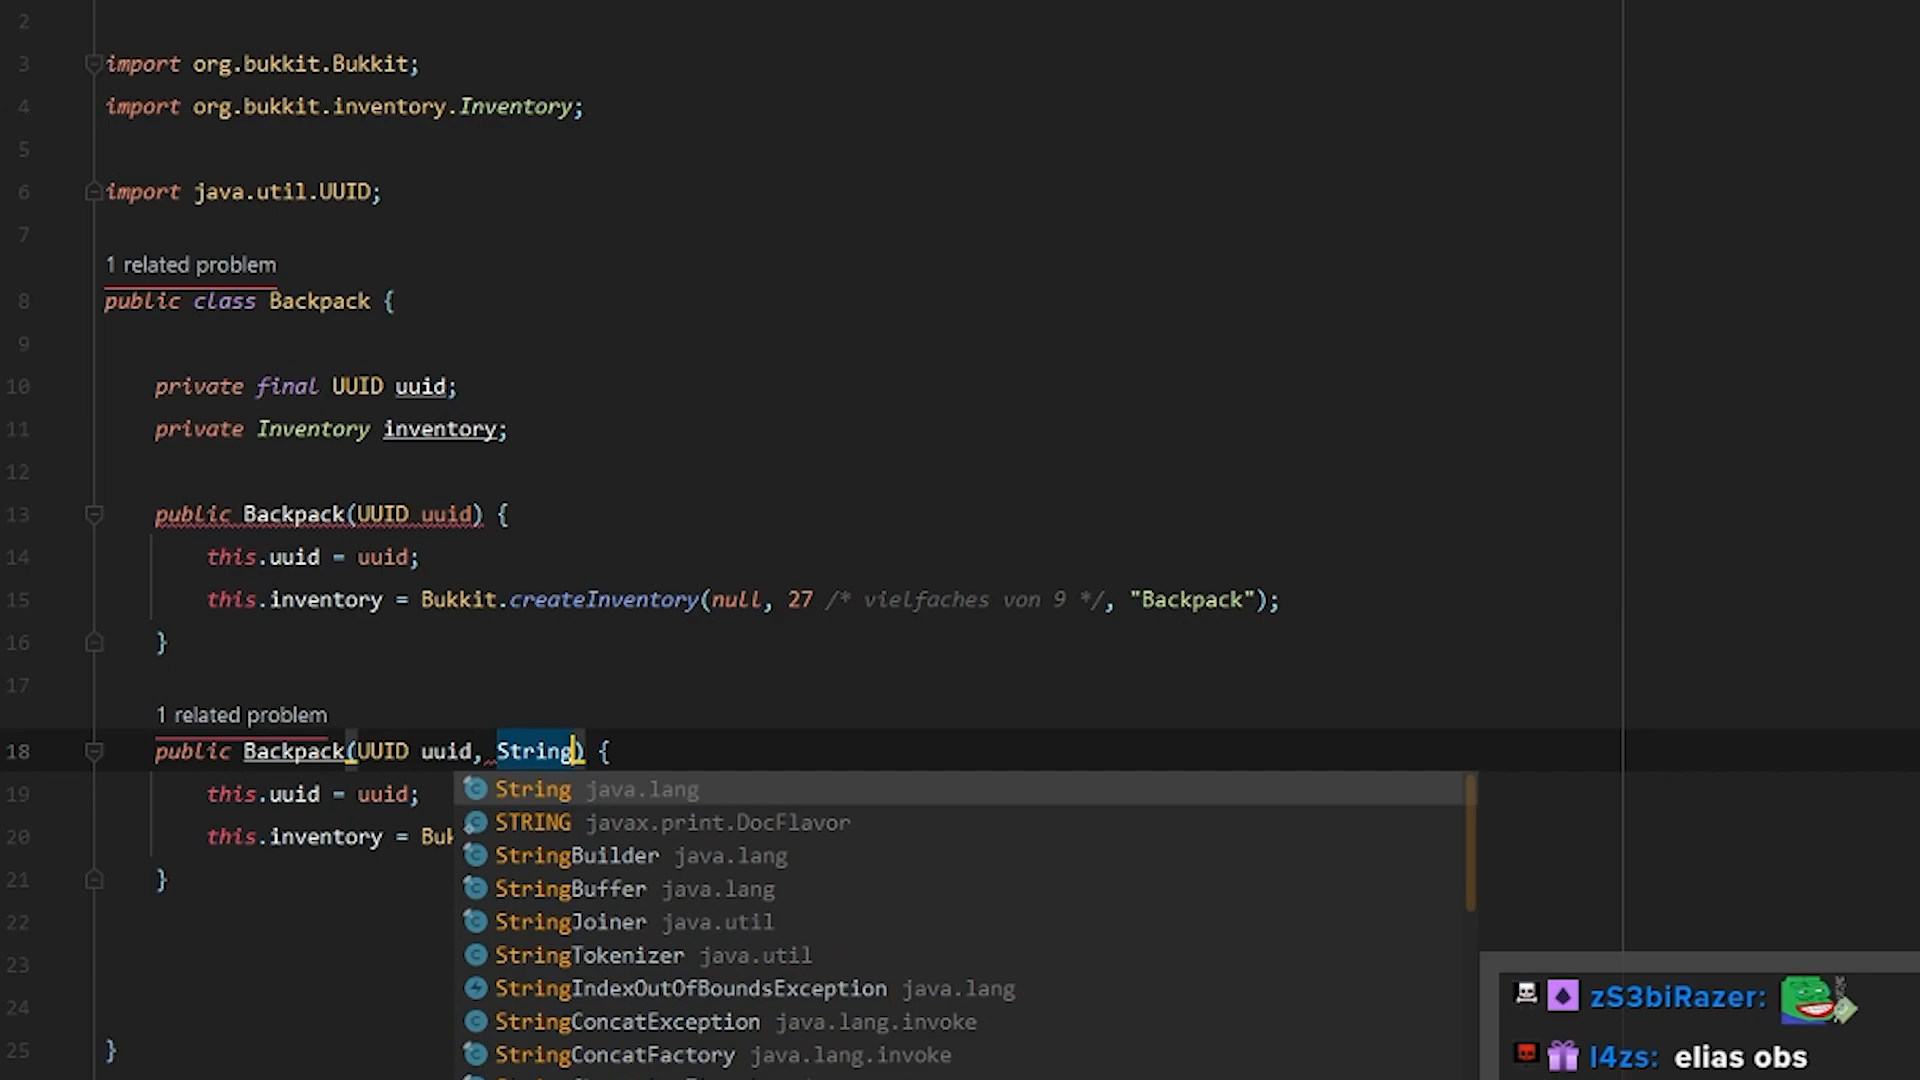 2
3 import org.bukkit.Bukkit;
4 import org.bukkit.inventory.Inventory;
5
6 import java.util.UUID;
7
1 related problem
8 public class Backpack {
9
10 private final UUID uuid;
11 private Inventory inventory;
12
13 public Backpack(UUID uuid) {
14 this.uuid = uuid;
15 this.inventory = Bukkit.createInventory(null, 27 /* vielfaches von 9 */, "Backpack");
16 }
17
1 related problem
18 public Backpack(UUID uuid, String) {
19 this.uuid = uuid;
String java.lang
STRING javax.print.DocFlavor
20 this.inventory = Buk
StringBuilder java.lang
21 }
StringBuffer java.lang
22
StringJoiner java.util
23
StringTokenizer java.util
StringIndexOutOfBoundsException java.lang
zS3biRazer:
24
StringConcatException java.lang.invoke
25 }
StringConcatFactory java.lang.invoke
l4zs: elias obs